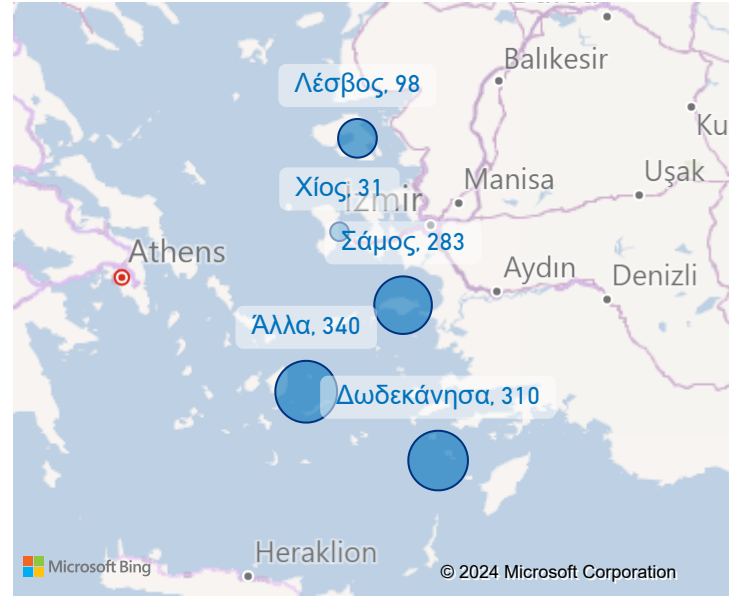 Balıkesir
Λέσβος, 98
Ku
Uşak
Manisa
Χίος, 31
İzmir
Σάμος, 283
Athens
Aydın
Denizli
Άλλα, 340
Δωδεκάνησα, 310
Heraklion
Microsoft Bing
© 2024 Microsoft Corporation